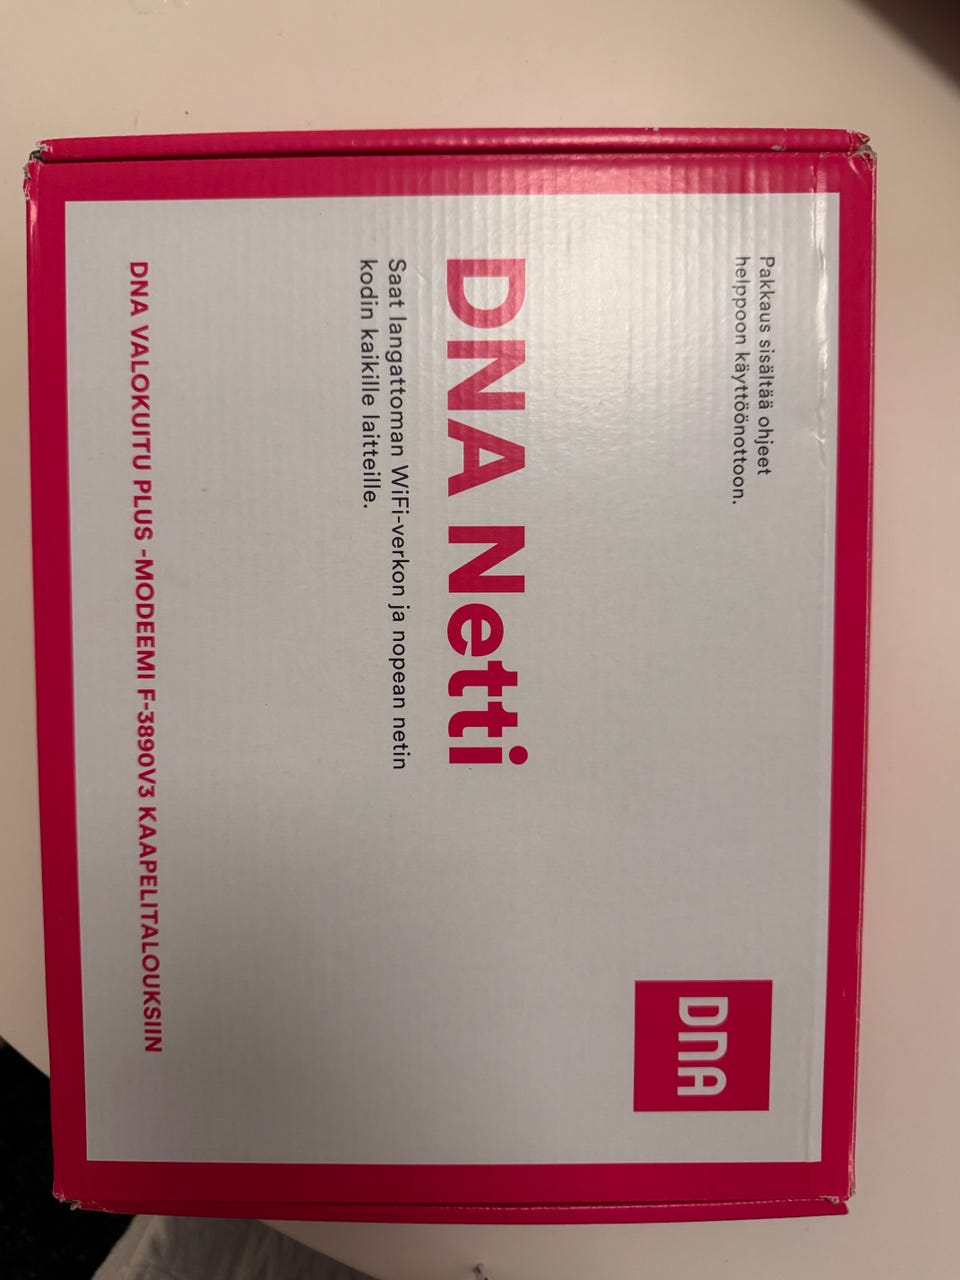 Pakkaus sisältää ohjeet
helppoon käyttöönottoon.
DNA
DNA Netti
Saat langattoman WiFi-verkon ja nopean netin
kodin kaikille laitteille.
DNA VALOKUITU PLUS -MODEEMI F-3890V3 KAAPELITALOUKSIIN